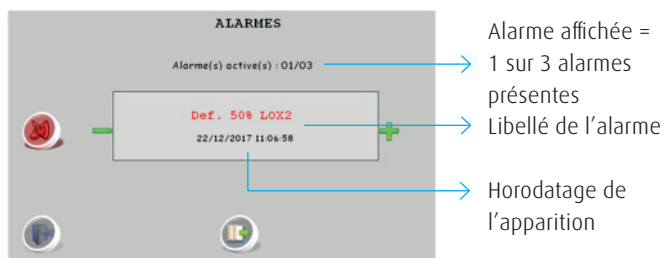 ALARMES
Alarme(s) active(s) : 01/03
Def. 50% LOX2
22/12/2017 11:06:58
Alarme affichée =
1 sur 3 alarmes
présentes
Libellé de l’alarme
Horodatage de
l’apparition